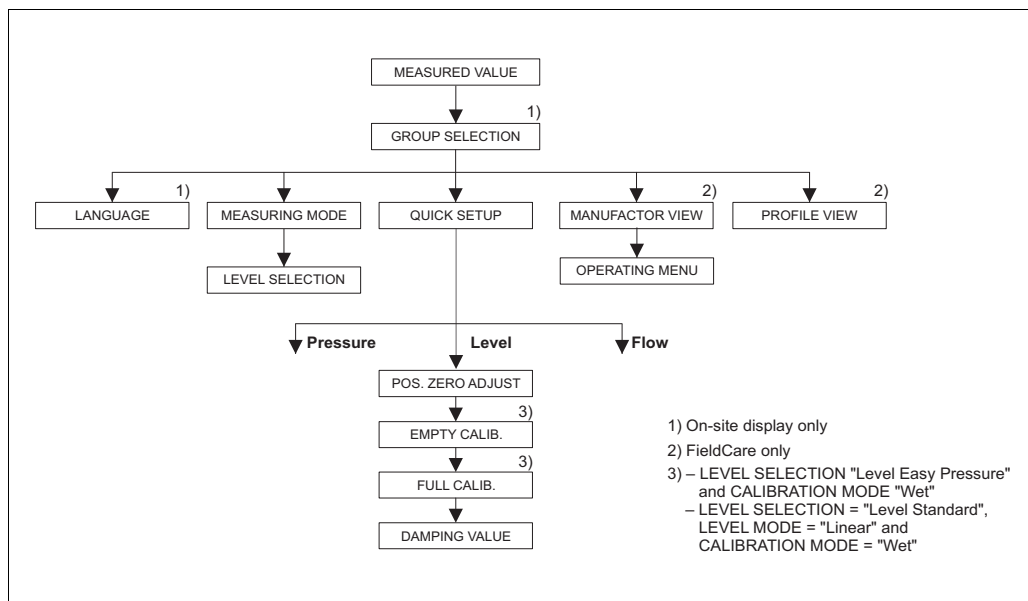 MEASURED VALUE
1)
GROUP SELECTION
1)
2)
2)
LANGUAGE
MEASURING MODE
QUICK SETUP
MANUFACTOR VIEW
PROFILE VIEW
LEVEL SELECTION
OPERATING MENU
Pressure
Level
Flow
POS. ZERO ADJUST
3)
EMPTY CALIB.
3)
FULL CALIB.
DAMPING VALUE
1) On-site display only
2) FieldCare only
3) – LEVEL SELECTION "Level Easy Pressure"
and CALIBRATION MODE "Wet"
– LEVEL SELECTION = "Level Standard",
LEVEL MODE = "Linear" and
CALIBRATION MODE = "Wet"